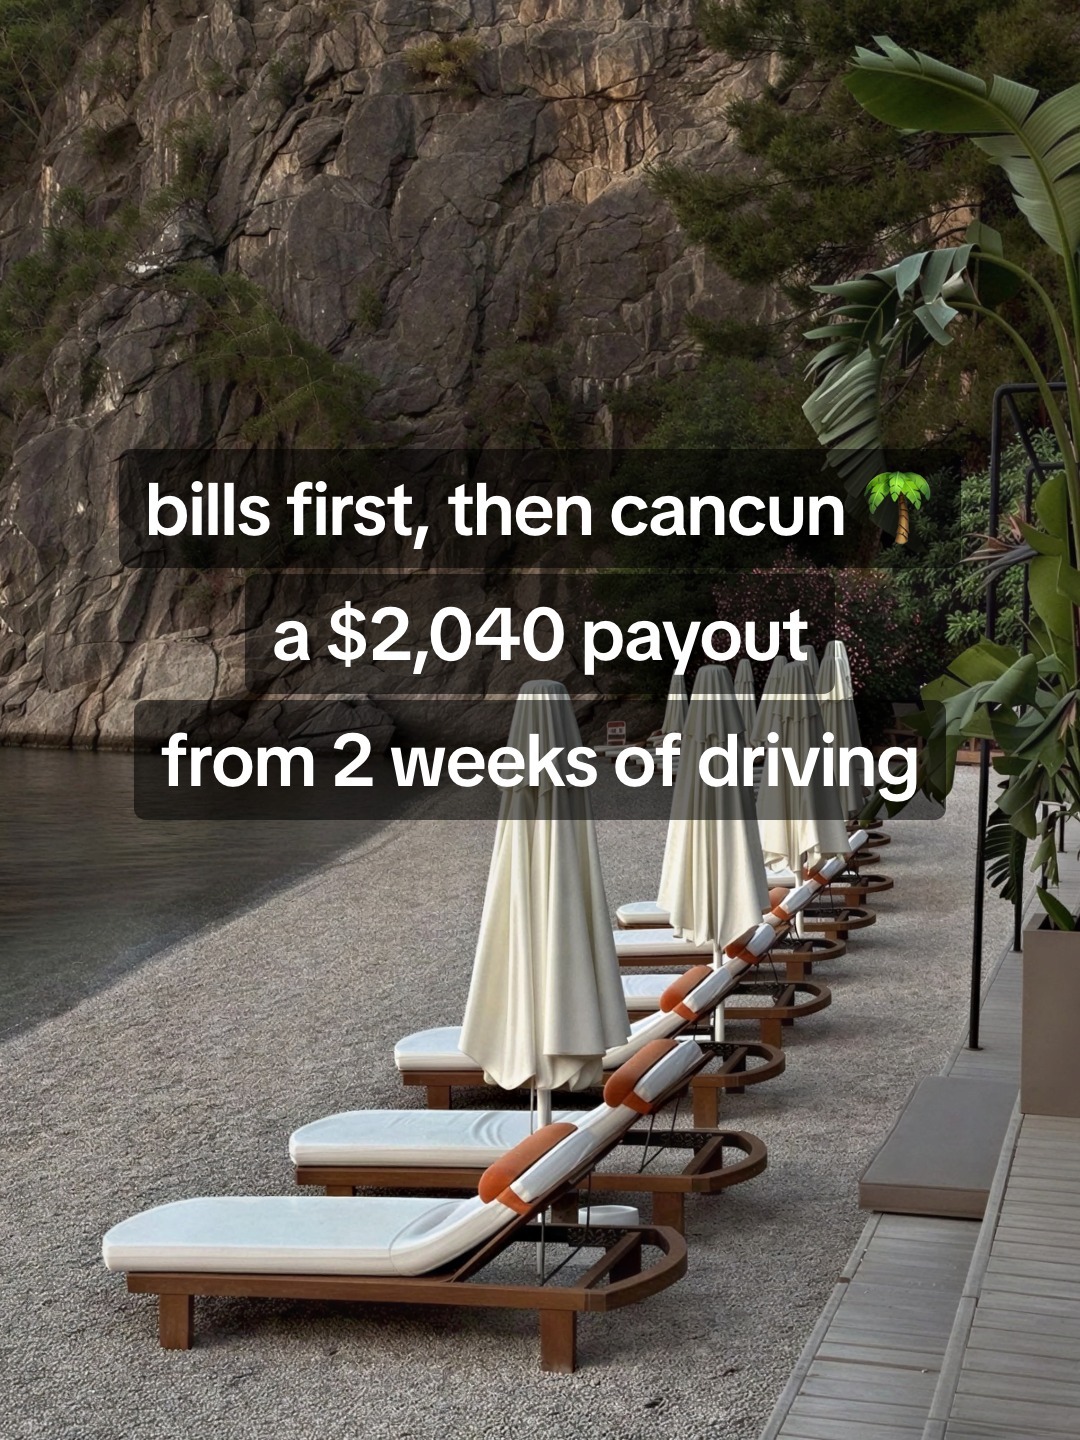 bills first, then cancun 🌴
a $2,040 payout
from 2 weeks of driving